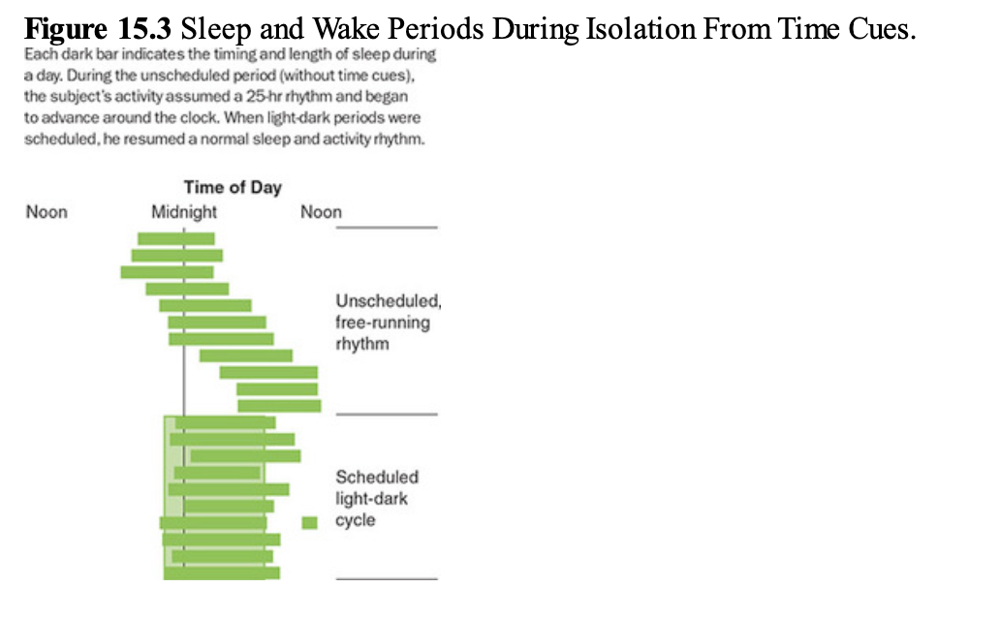 Figure 15.3 Sleep and Wake Periods During Isolation From Time Cues.
Each dark bar indicates the timing and length of sleep during
a day. During the unscheduled period (without time cues),
the subject's activity assumed a 25-hr rhythm and began
to advance around the clock. When light-dark periods were
scheduled, he resumed a normal sleep and activity rhythm.
Time of Day
Noon Midnight Noon
Unscheduled,
free-running
rhythm
Scheduled
light-dark
cycle